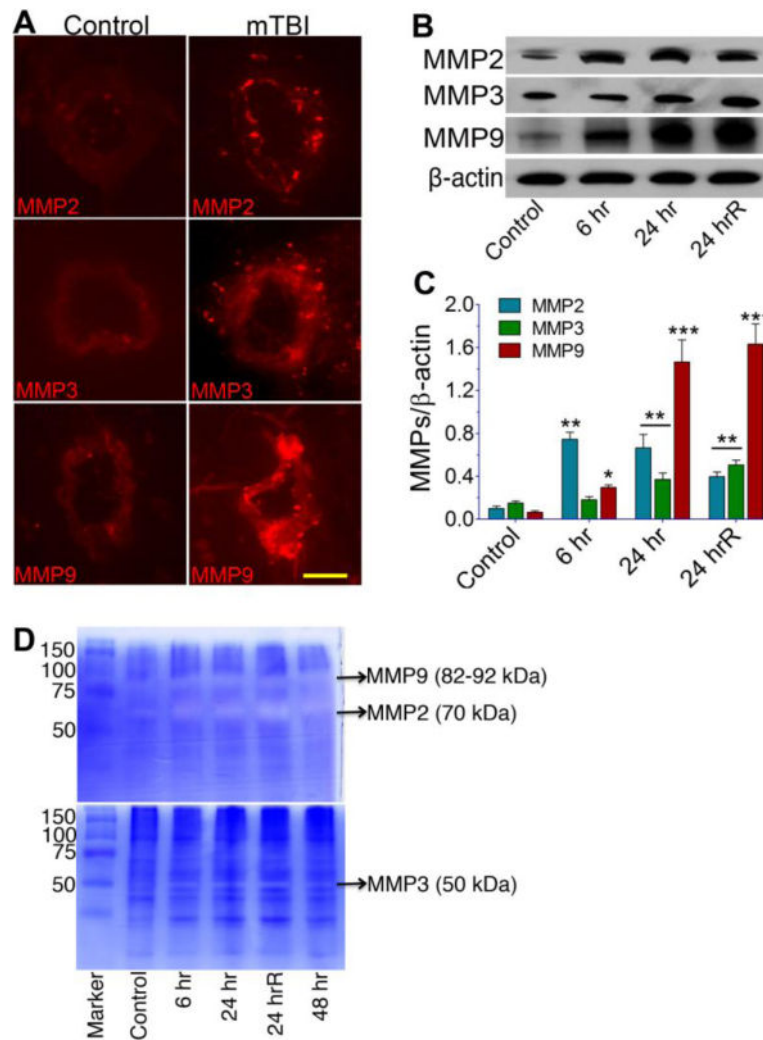 A
Control mTBI
MMP2 MMP2
MMP3 MMP3
MMP9 MMP9
B
MMP2
MMP3
MMP9
β-actin
Control 6 hr 24 hr 24 hrR
C
MMPs/β-actin
2.0
1.6
1.2
0.8
0.4
0.0
MMP2
MMP3
MMP9
** * ** *** ** ***
Control 6 hr 24 hr 24 hrR
D
150
100
75
50
MMP9 (82-92 kDa)
MMP2 (70 kDa)
150
100
75
50
MMP3 (50 kDa)
Marker Control 6 hr 24 hr 24 hrR 48 hr